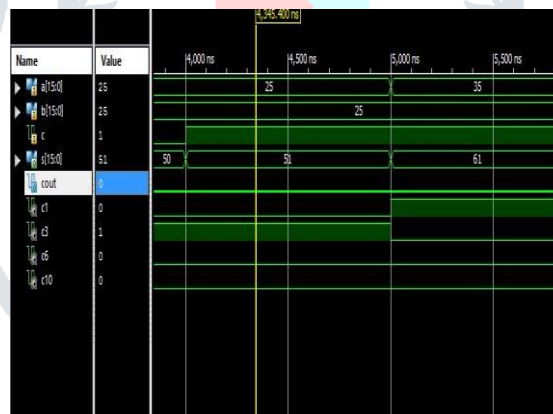 4,345.400 ns
Name Value 4,000 ns 4,500 ns 5,000 ns 5,500 ns
a[15:0] 25 25 35
b[15:0] 25 25
c 1
s[15:0] 51 50 51 61
cout 0
c1 0
c3 1
c6 0
c10 0